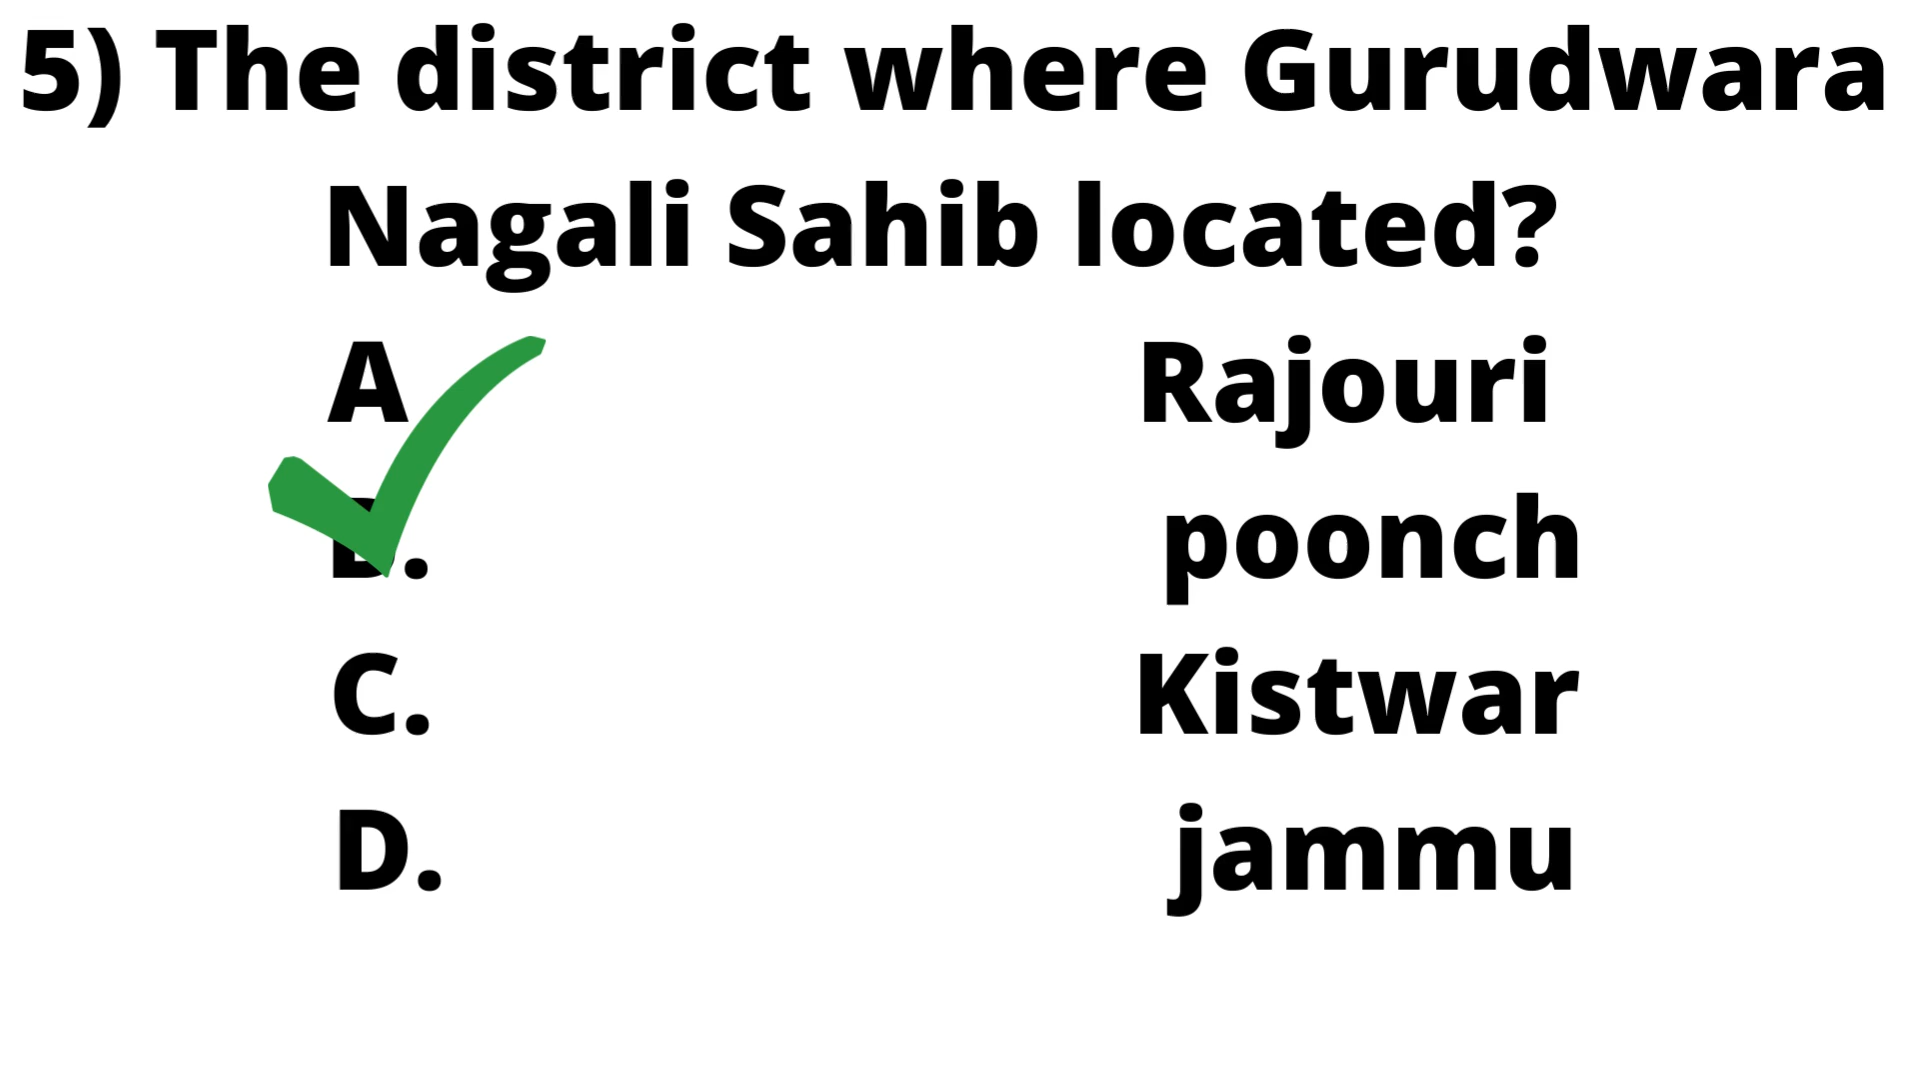 5) The district where Gurudwara
Nagali Sahib located?
A Rajouri
B. poonch
C. Kistwar
D. jammu